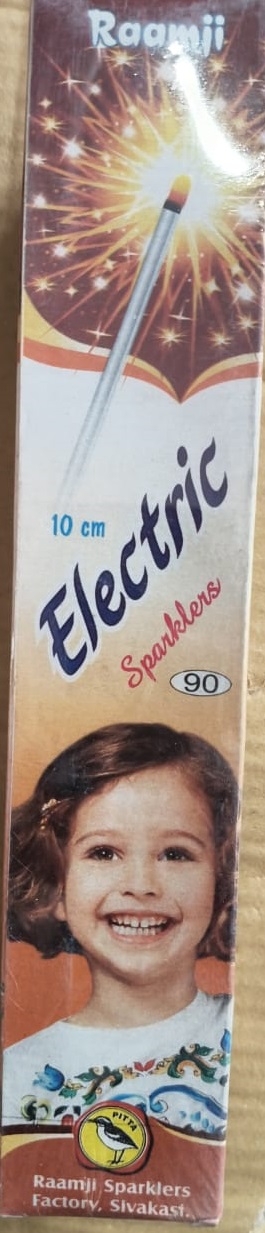 Raamji
10 cm
Electric
Sparklers
90
PITTA
Raamji Sparklers
Factory, Sivakasi.